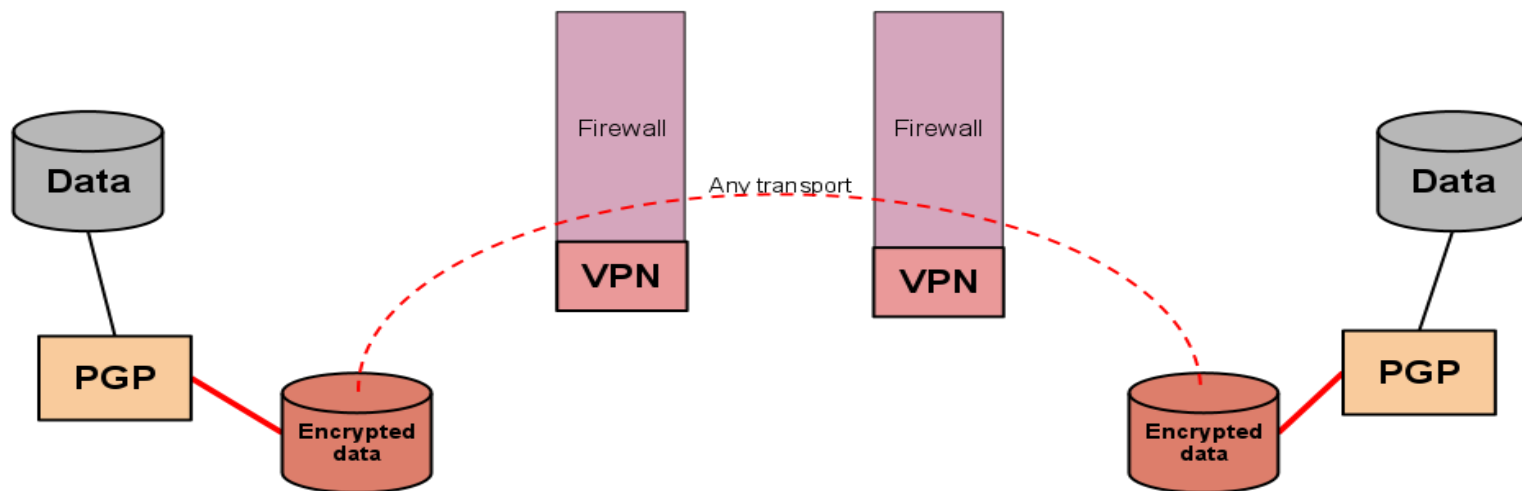 Firewall
Firewall
Data
Data
Any transport
VPN
VPN
PGP
PGP
Encrypted
data
Encrypted
data